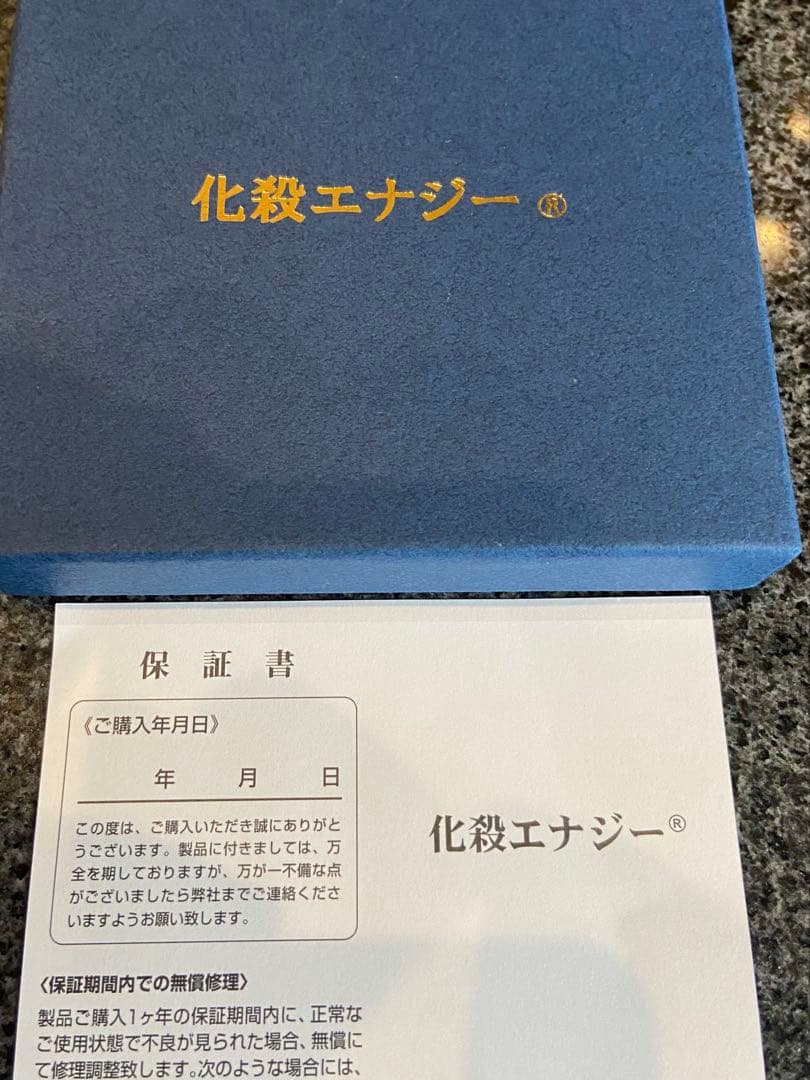 化殺エナジー®
保証書
《ご購入年月日》
年 月 日
この度は、ご購入いただき誠にありがと
うございます。製品に付きましては、万
全を期しておりますが、万が一不備な点
がございましたら弊社までご連絡くださ
いますようお願い致します。
化殺エナジー®
〈保証期間内での無償修理〉
製品ご購入1ヶ年の保証期間内に、正常な
ご使用状態で不良が見られた場合、無償に
て修理調整致します。次のような場合には、